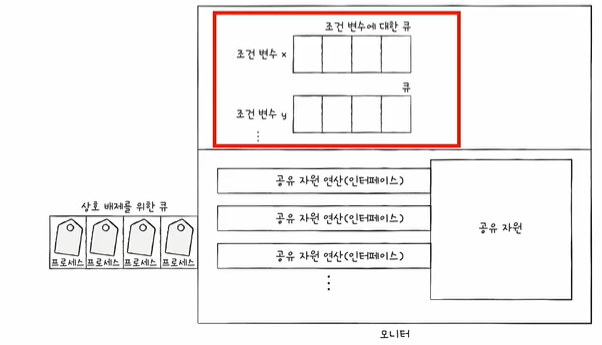 조건 변수에 대한 큐
조건 변수 x
큐
조건 변수 y
상호 배제를 위한 큐
프로세스 프로세스 프로세스 프로세스
공유 자원 연산(인터페이스)
공유 자원 연산(인터페이스)
공유 자원 연산(인터페이스)
공유 자원
모니터